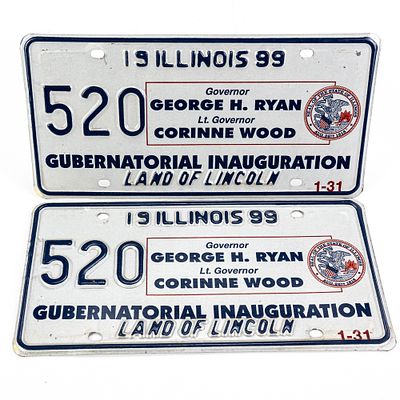 19 ILLINOIS 99
520
Governor
GEORGE H. RYAN
Lt. Governor
CORINNE WOOD
GUBERNATORIAL INAUGURATION
LAND OF LINCOLN
1-31
19 ILLINOIS 99
520
Governor
GEORGE H. RYAN
Lt. Governor
CORINNE WOOD
GUBERNATORIAL INAUGURATION
LAND OF LINCOLN
1-31